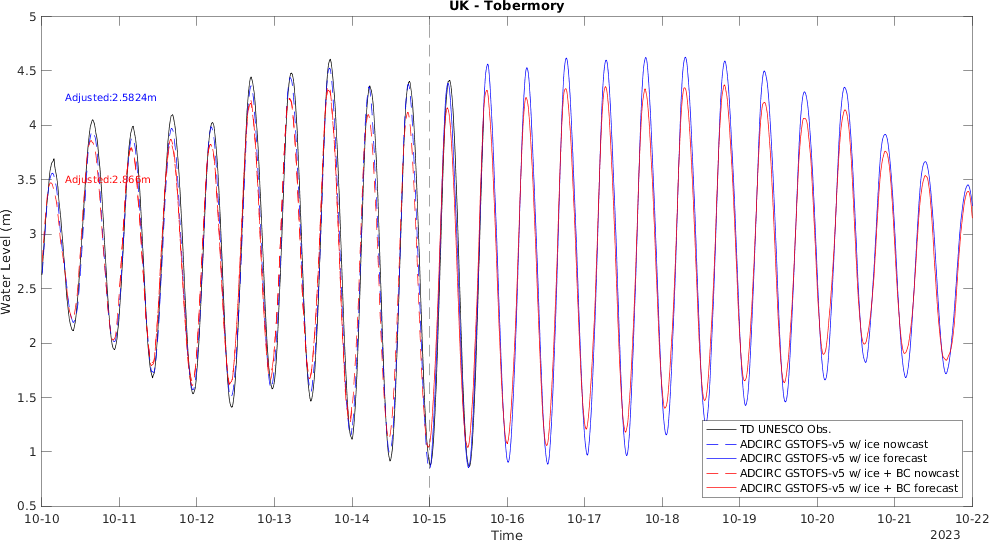 UK - Tobermory
5
4.5
4
3.5
3
2.5
2
1.5
1
0.5
Water Level (m)
Adjusted:2.5824m
Adjusted:2.866m
TD UNESCO Obs.
ADCIRC GSTOFS-v5 w/ ice nowcast
ADCIRC GSTOFS-v5 w/ ice forecast
ADCIRC GSTOFS-v5 w/ ice + BC nowcast
ADCIRC GSTOFS-v5 w/ ice + BC forecast
10-10 10-11 10-12 10-13 10-14 10-15 10-16 10-17 10-18 10-19 10-20 10-21 10-22
Time
2023